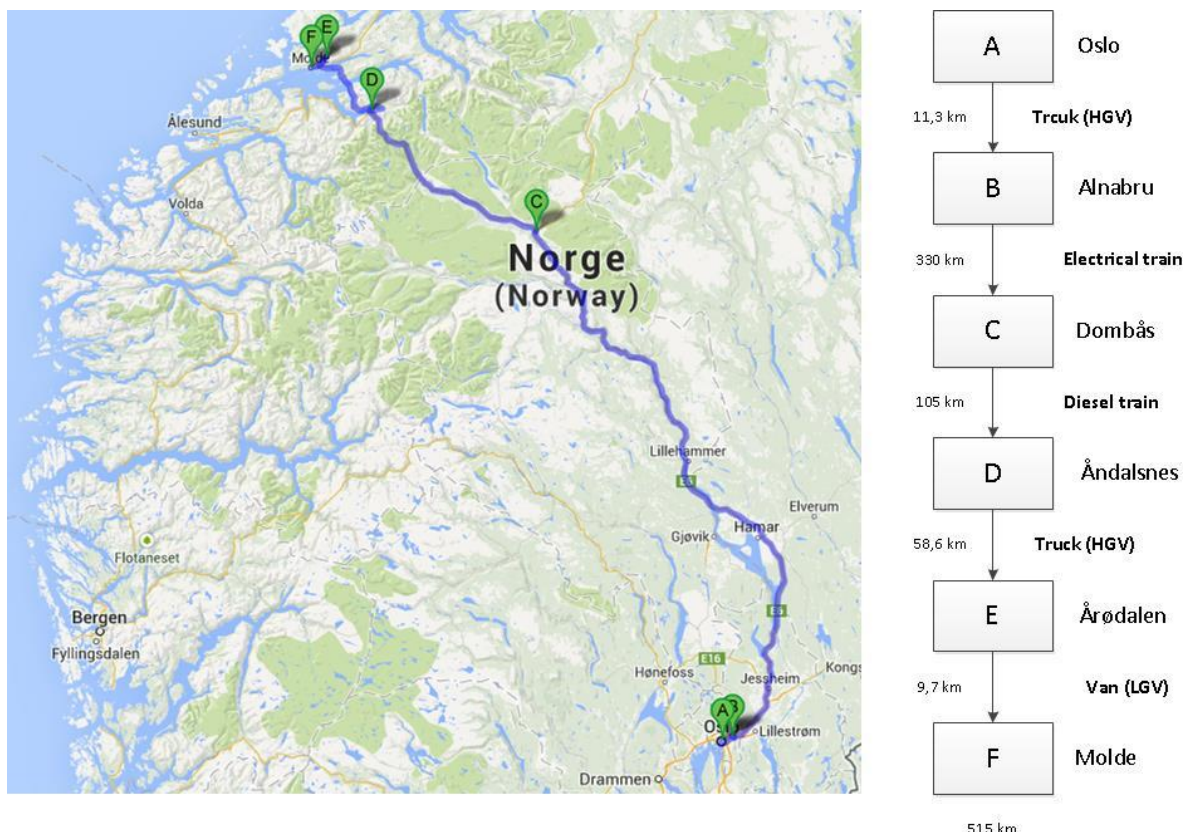 F
E
Molde
D
Ålesund
Volda
C
Norge
(Norway)
Lillehammer
E6
Elverum
Gjøvik
Hamar
Flotaneset
E6
Bergen
Fyllingsdalen
E16
Hønefoss
Jessheim
Kongs
A
B
Lillestrøm
Drammen
A
Oslo
11,3 km
Trcuk (HGV)
B
Alnabru
330 km
Electrical train
C
Dombås
105 km
Diesel train
D
Åndalsnes
58,6 km
Truck (HGV)
E
Årødalen
9,7 km
Van (LGV)
F
Molde
515 km